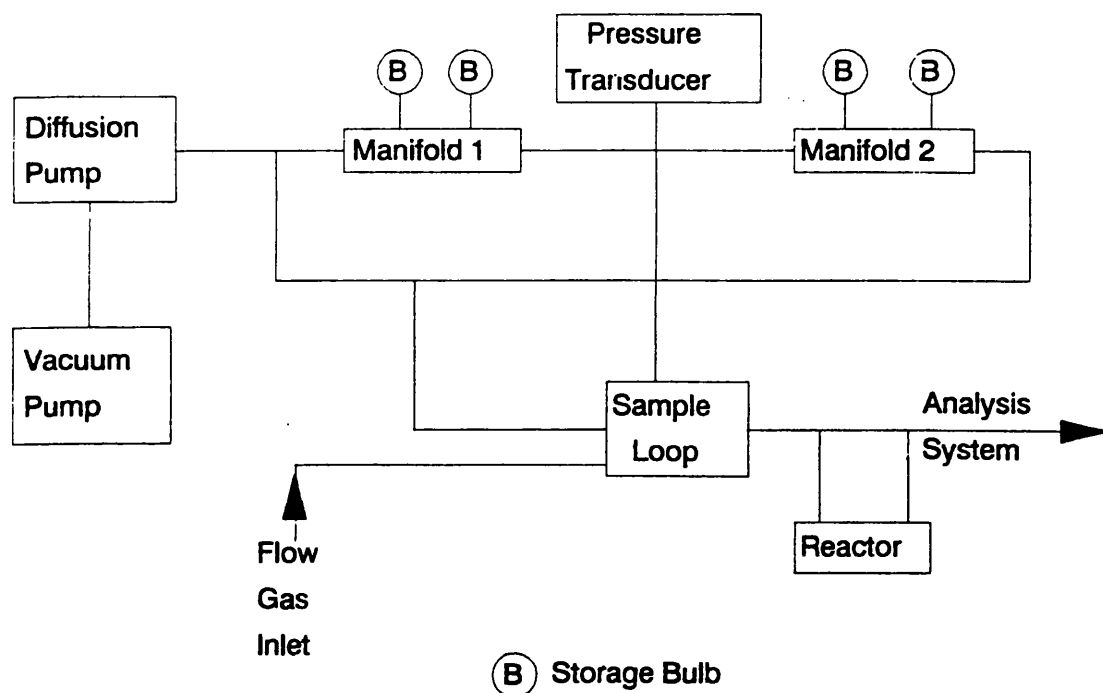 Pressure
Transducer
B
B
B
B
Diffusion
Pump
Manifold 1
Manifold 2
Vacuum
Pump
Sample
Loop
Analysis
System
Reactor
Flow
Gas
Inlet
B Storage Bulb